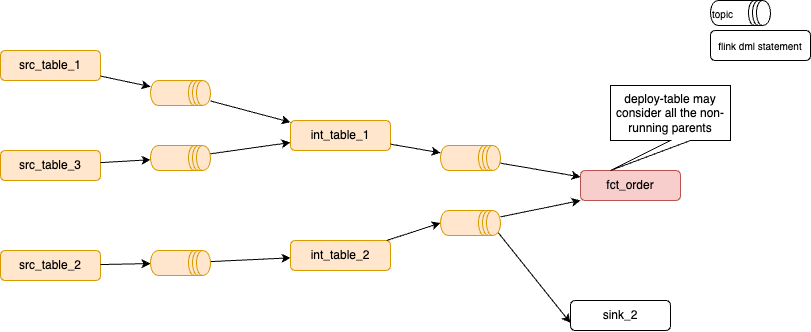 topic
flink dml statement
src_table_1
deploy-table may
consider all the non-
running parents
int_table_1
src_table_3
fct_order
src_table_2
int_table_2
sink_2